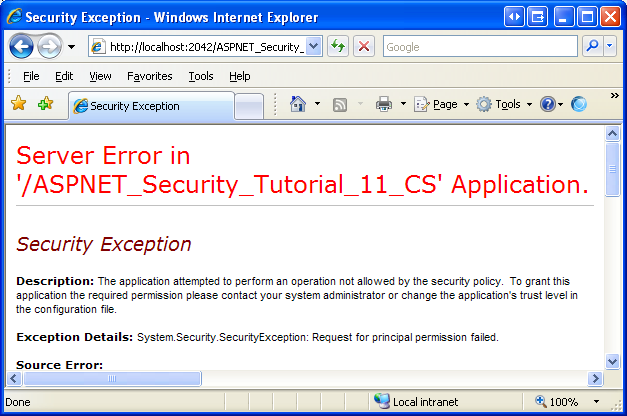 Security Exception - Windows Internet Explorer
http://localhost:2042/ASPNET_Security_
Google
File Edit View Favorites Tools Help
Security Exception
Page Tools
Server Error in
'/ASPNET_Security_Tutorial_11_CS' Application.
Security Exception
Description: The application attempted to perform an operation not allowed by the security policy. To grant this
application the required permission please contact your system administrator or change the application's trust level in
the configuration file.
Exception Details: System.Security.SecurityException: Request for principal permission failed.
Source Error:
Done Local intranet 100%